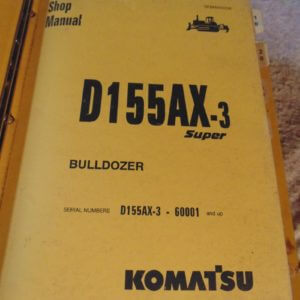 Shop
Manual
D155AX-3
Super
BULLDOZER
SERIAL NUMBERS D155AX-3 - 60001 and up
KOMATSU